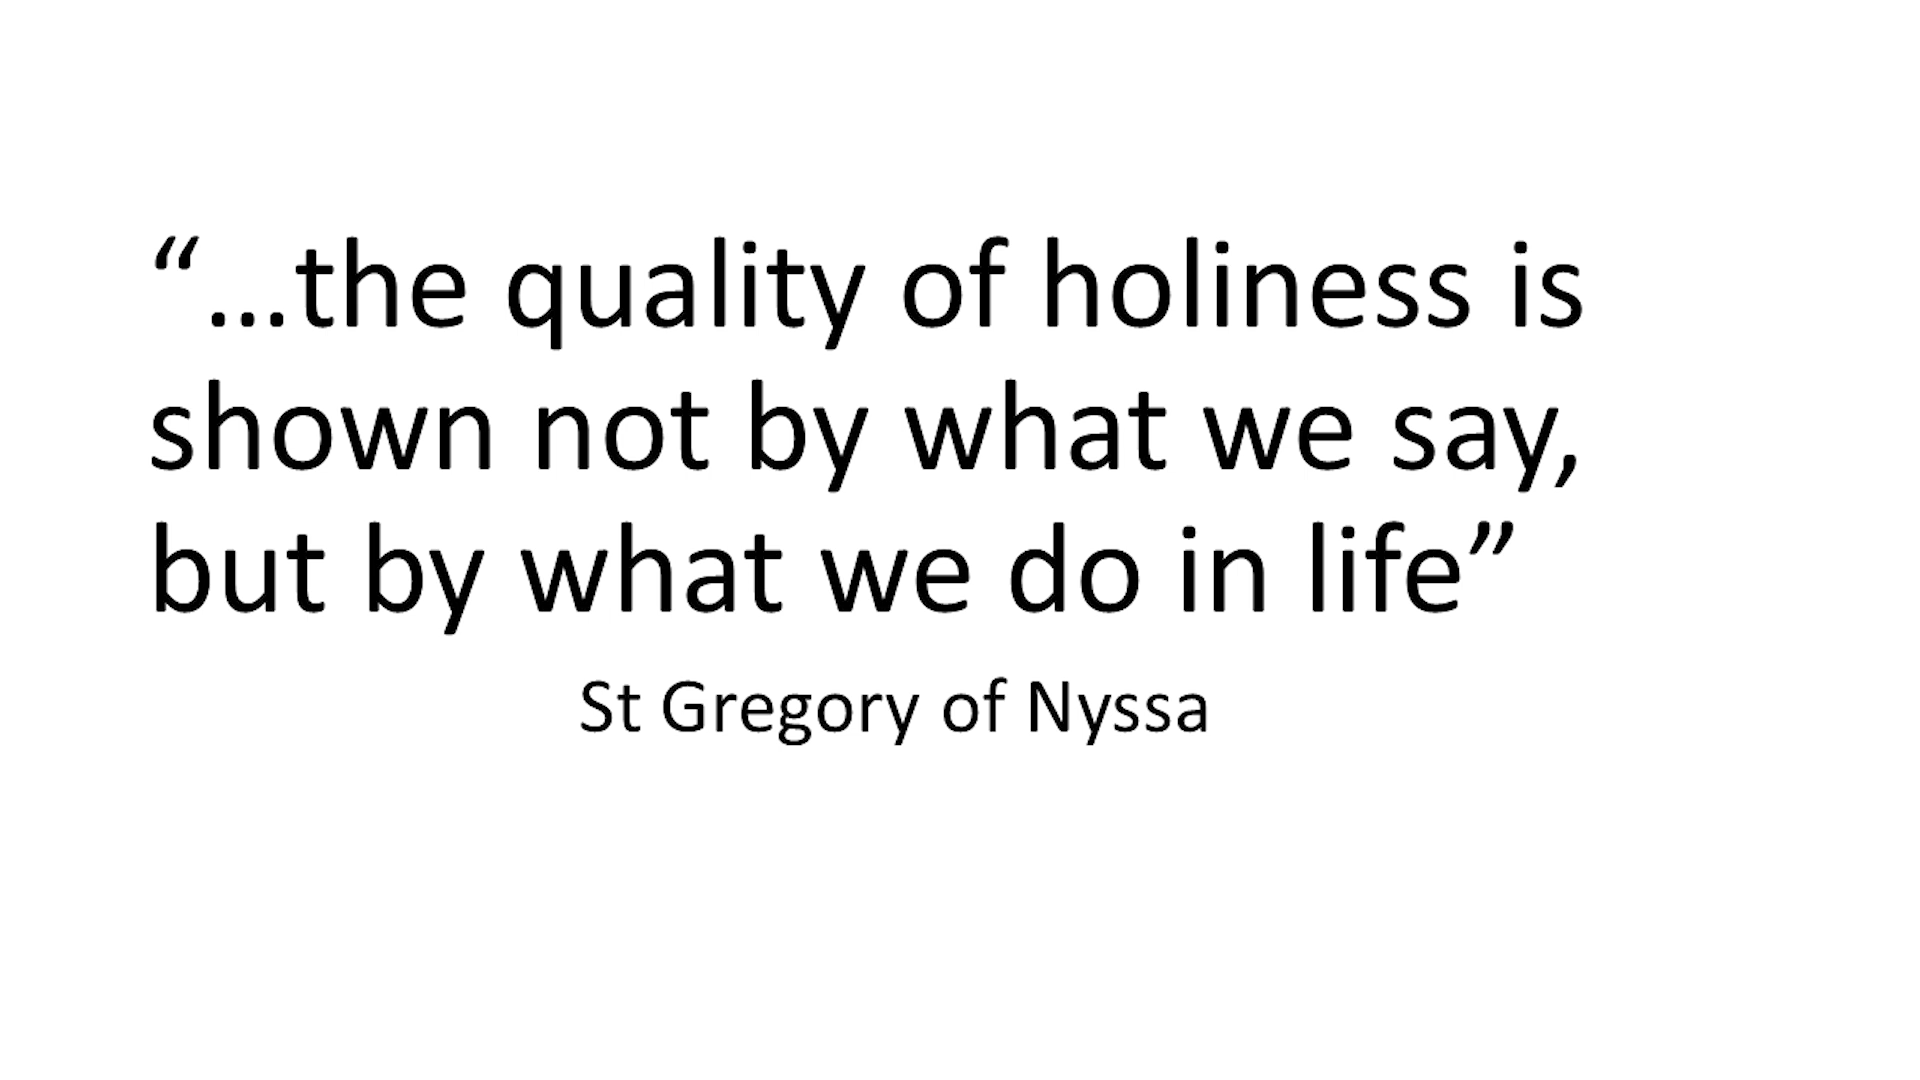 “...the quality of holiness is
shown not by what we say,
but by what we do in life”
St Gregory of Nyssa